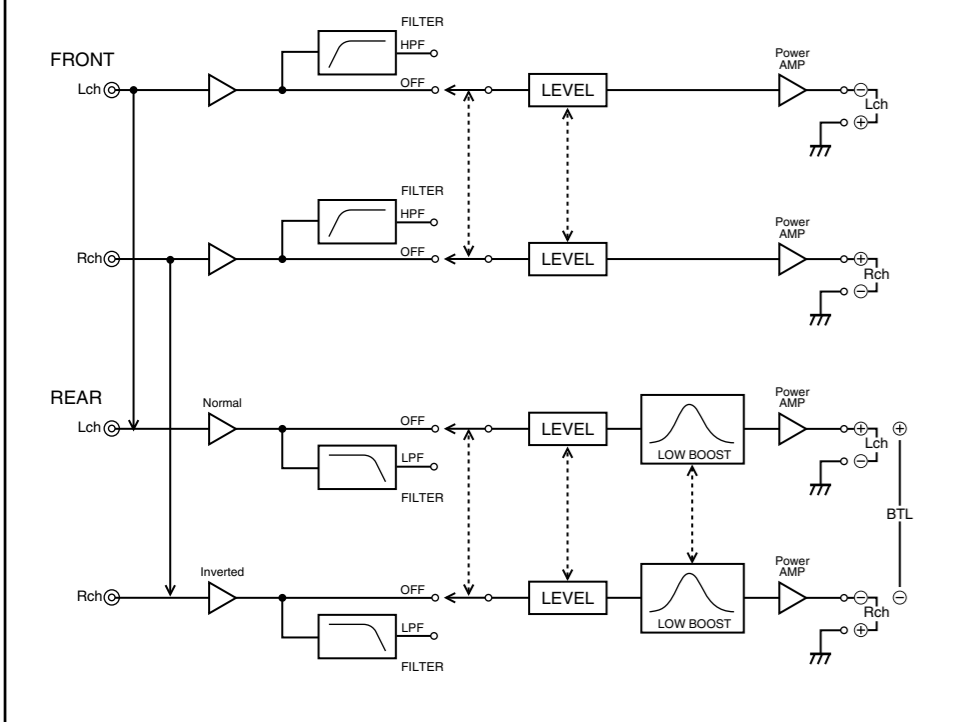 FILTER
HPF
Power
AMP
FRONT
Lch
OFF
LEVEL
⊖
Lch
⊕
FILTER
HPF
Power
AMP
Rch
OFF
LEVEL
⊕
Rch
⊖
REAR
Normal
Power
AMP
Lch
OFF
LEVEL
LOW BOOST
⊕
Lch
⊖
⊕
LPF
FILTER
BTL
Inverted
Power
AMP
Rch
OFF
LEVEL
LOW BOOST
⊖
Rch
⊕
⊖
LPF
FILTER